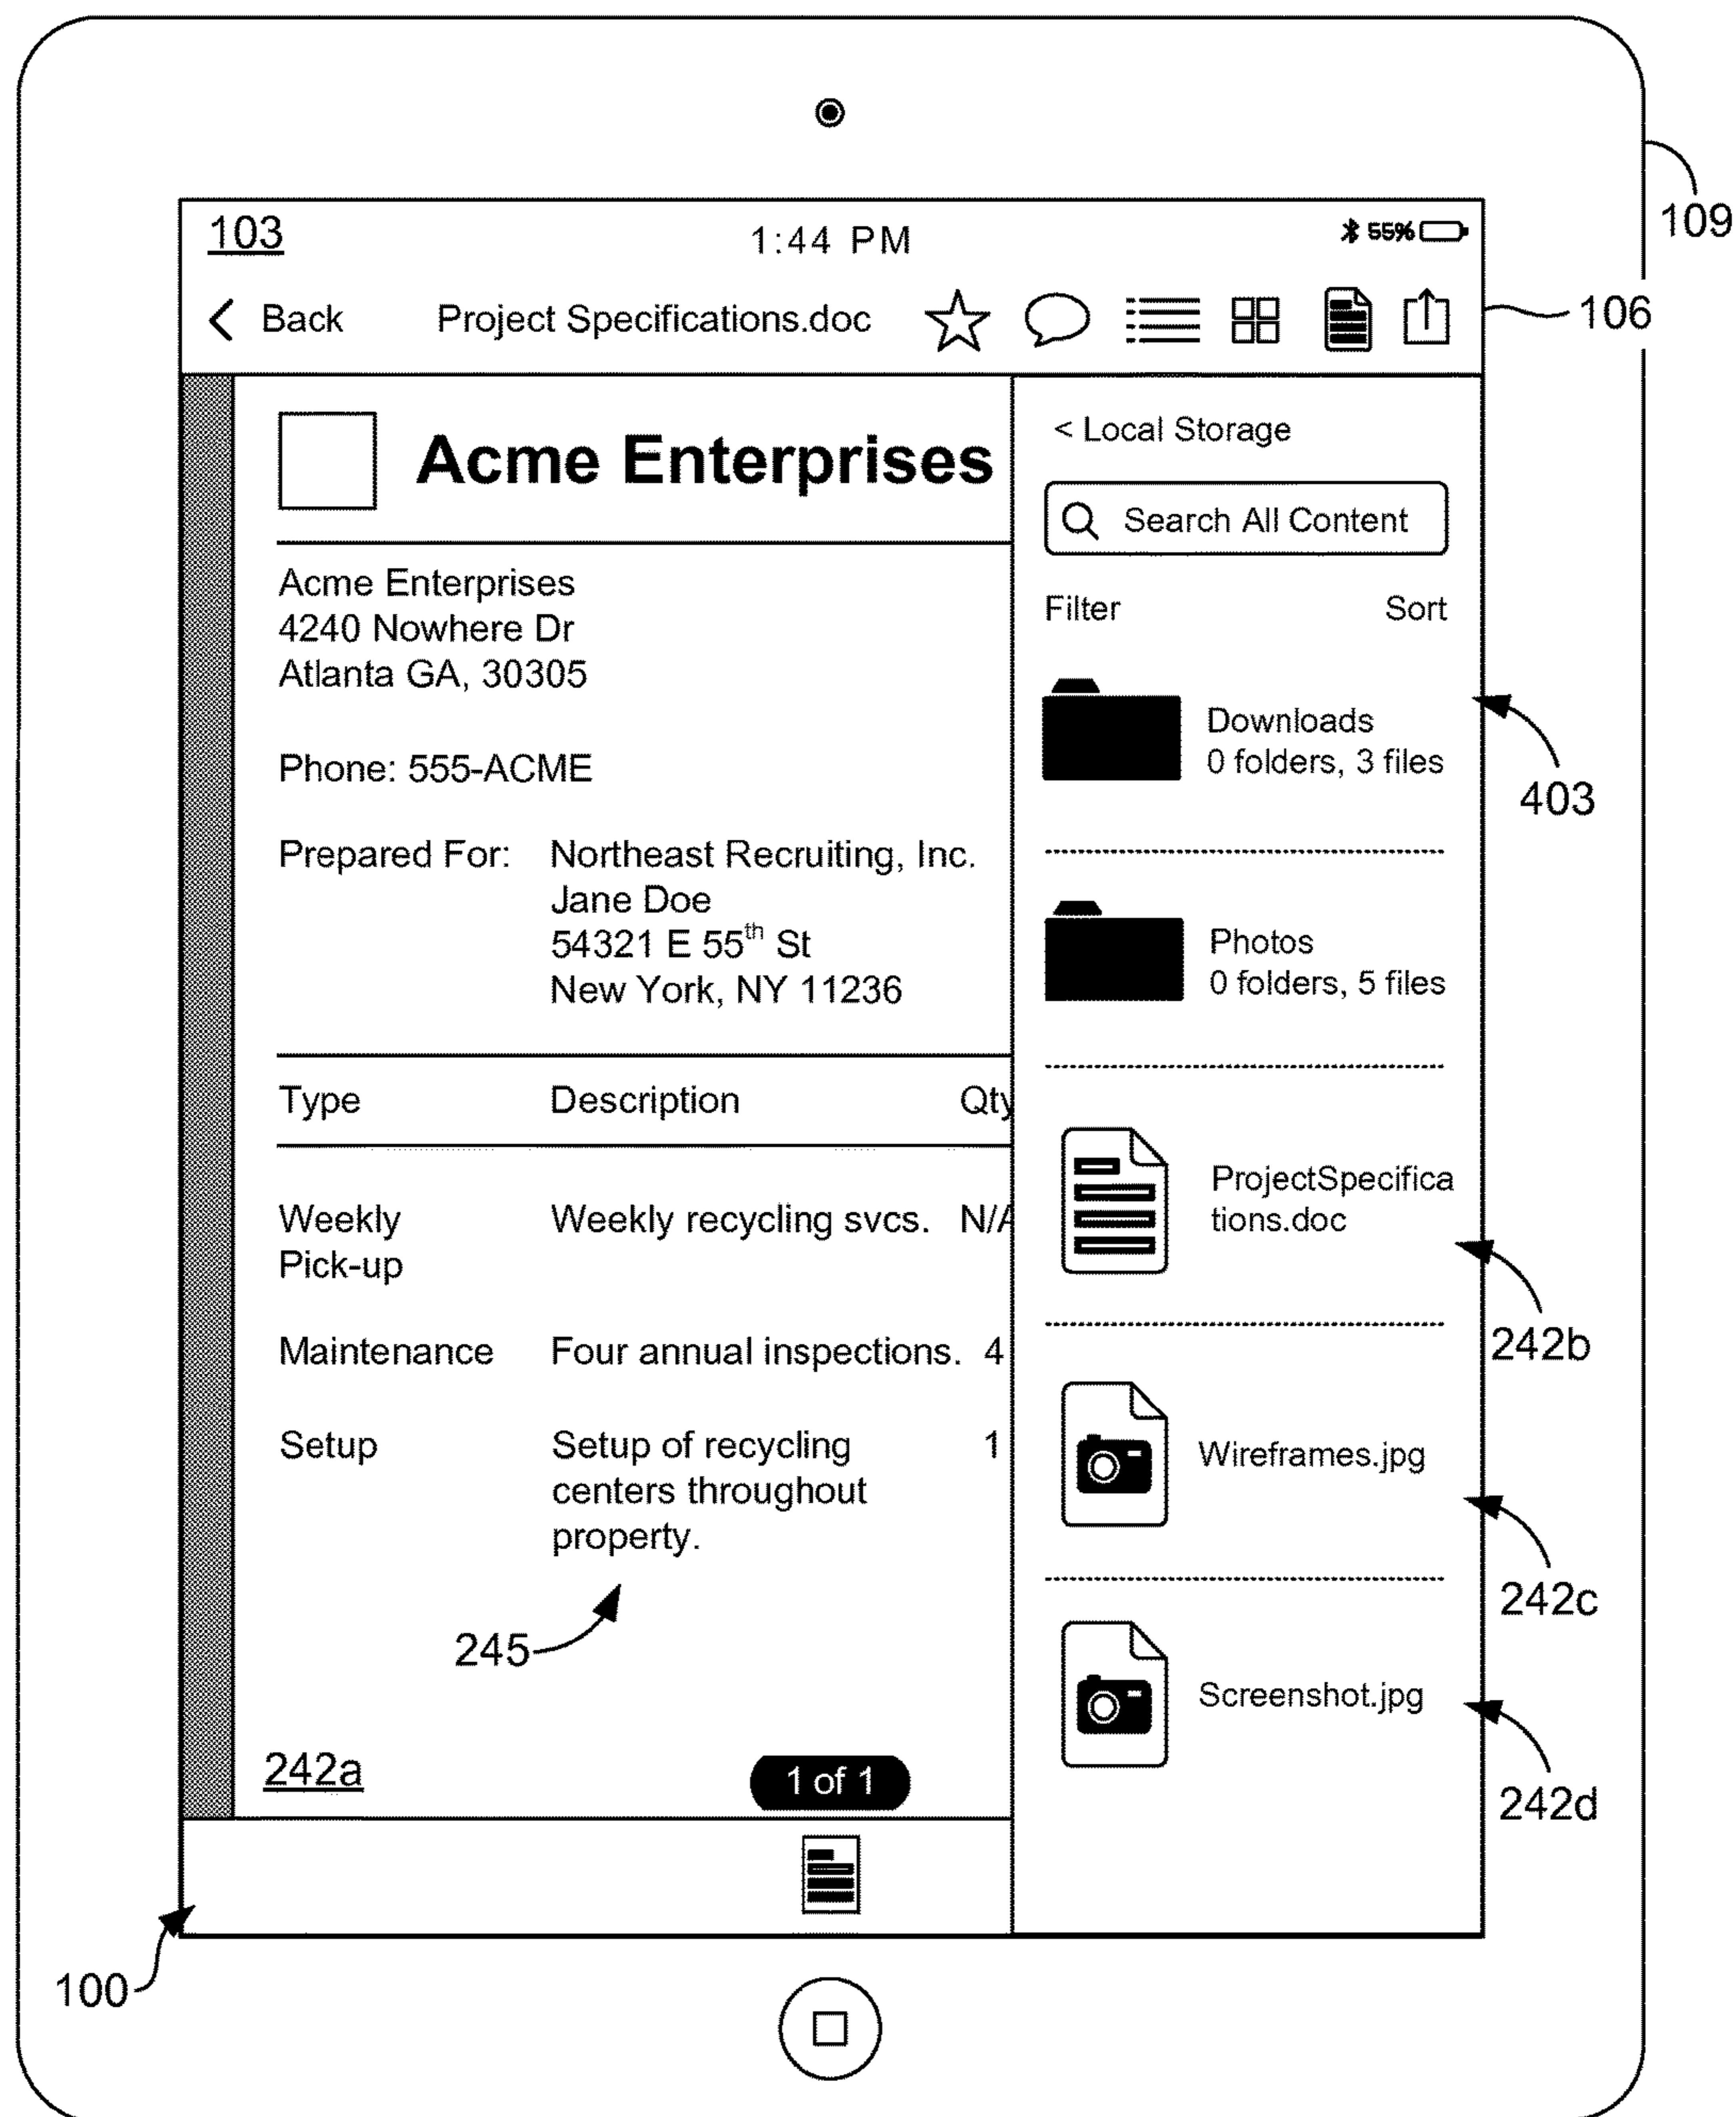 103
1:44 PM
55%
109
Back
Project Specifications.doc
106
Acme Enterprises
Acme Enterprises
4240 Nowhere Dr
Atlanta GA, 30305
Phone: 555-ACME
Prepared For: Northeast Recruiting, Inc.
Jane Doe
54321 E 55th St
New York, NY 11236
Type Description Qty
Weekly Weekly recycling svcs. N/A
Pick-up
Maintenance Four annual inspections. 4
Setup Setup of recycling 1
centers throughout
property.
245
242a
1 of 1
< Local Storage
Search All Content
Filter Sort
Downloads
0 folders, 3 files
403
Photos
0 folders, 5 files
ProjectSpecifica
tions.doc
242b
Wireframes.jpg
242c
Screenshot.jpg
242d
100